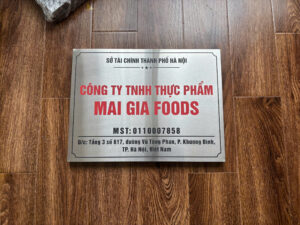 SỞ TÀI CHÍNH THÀNH PHỐ HÀ NỘI
CÔNG TY TNHH THỰC PHẨM
MAI GIA FOODS
MST: 0110007858
Đ/c: Tầng 3 số 817, đường Vũ Tông Phan, P. Khương Đình,
TP. Hà Nội, Việt Nam